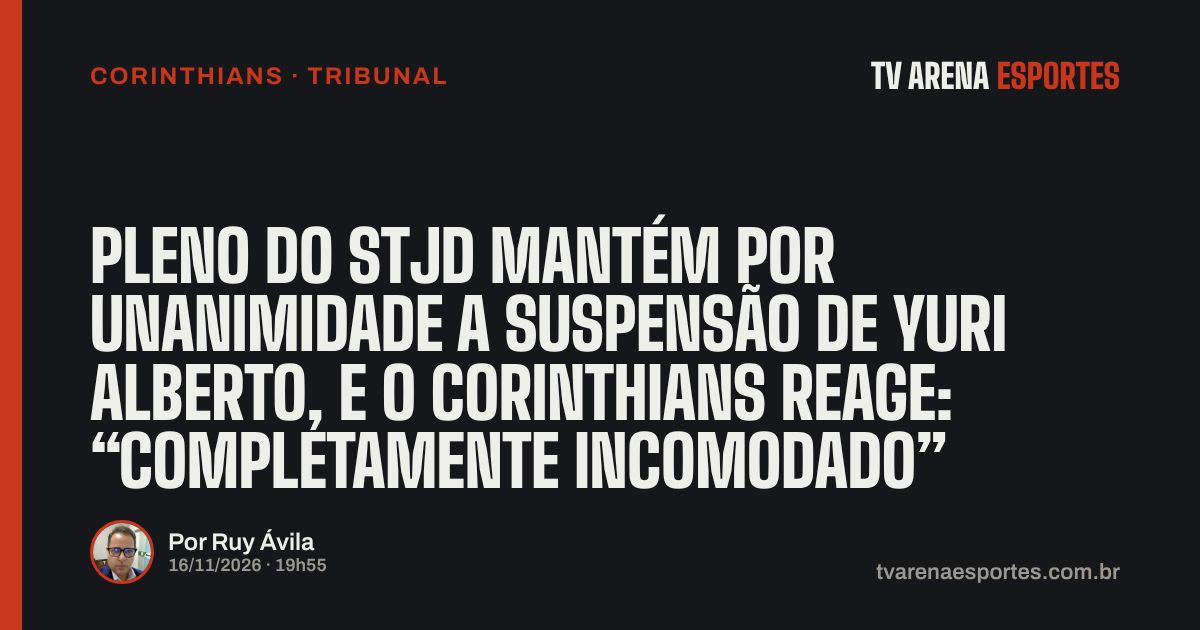 CORINTHIANS · TRIBUNAL
TV ARENA ESPORTES
PLENO DO STJD MANTÉM POR
UNANIMIDADE A SUSPENSÃO DE YURI
ALBERTO, E O CORINTHIANS REAGE:
“COMPLETAMENTE INCOMODADO”
Por Ruy Ávila
16/11/2026 · 19h55
tvarenaesportes.com.br